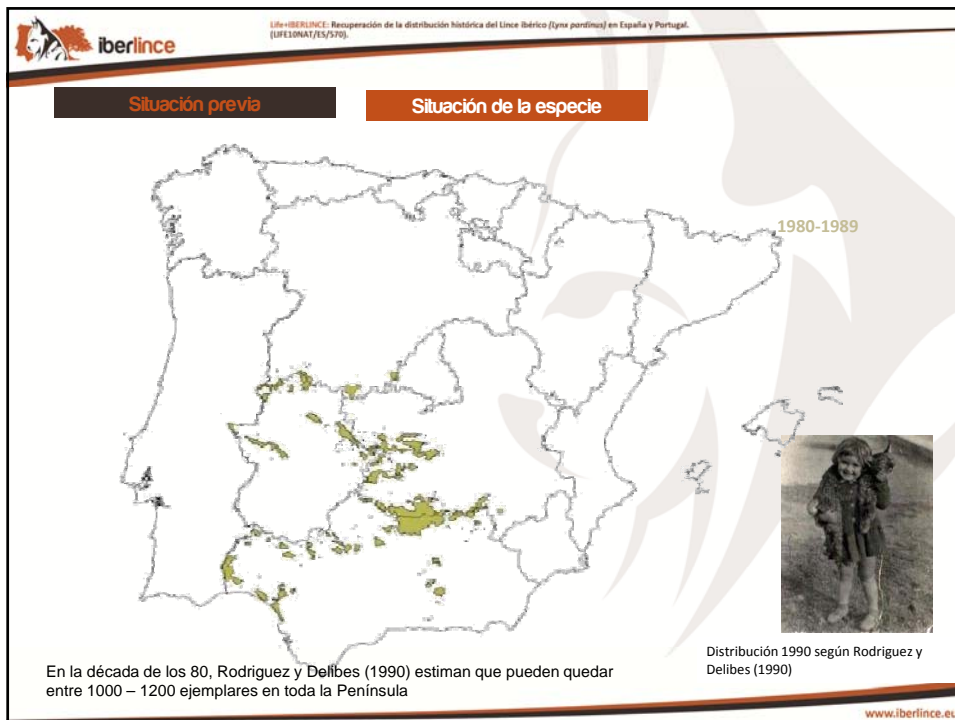 iberlince
Life+IBERLINCE: Recuperación de la distribución histórica del Lince ibérico (Lynx pardinus) en España y Portugal.
(LIFE10NAT/ES/570).
Situación previa
Situación de la especie
1980-1989
En la década de los 80, Rodriguez y Delibes (1990) estiman que pueden quedar
entre 1000 – 1200 ejemplares en toda la Península
Distribución 1990 según Rodriguez y
Delibes (1990)
www.iberlince.eu